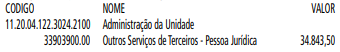 CODIGO NOME VALOR
11.20.04.122.3024.2100 Administração da Unidade
33903900.00 Outros Serviços de Terceiros - Pessoa Jurídica 34.843,50